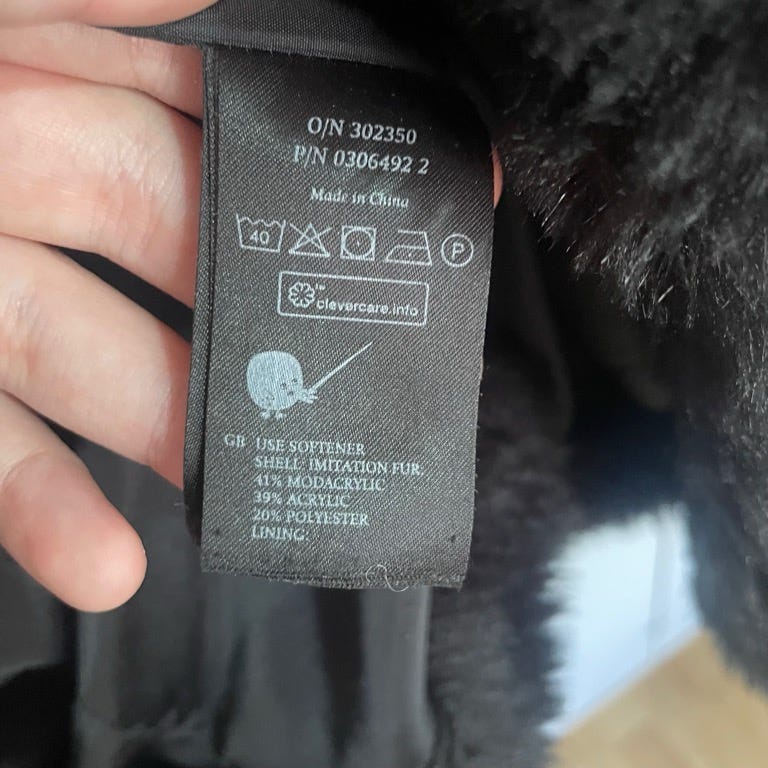 O/N 302350
P/N 0306492 2
Made in China
40 P
™
clevercare.info
GB USE SOFTENER
SHELL: IMITATION FUR:
41% MODACRYLIC
39% ACRYLIC
20% POLYESTER
LINING: